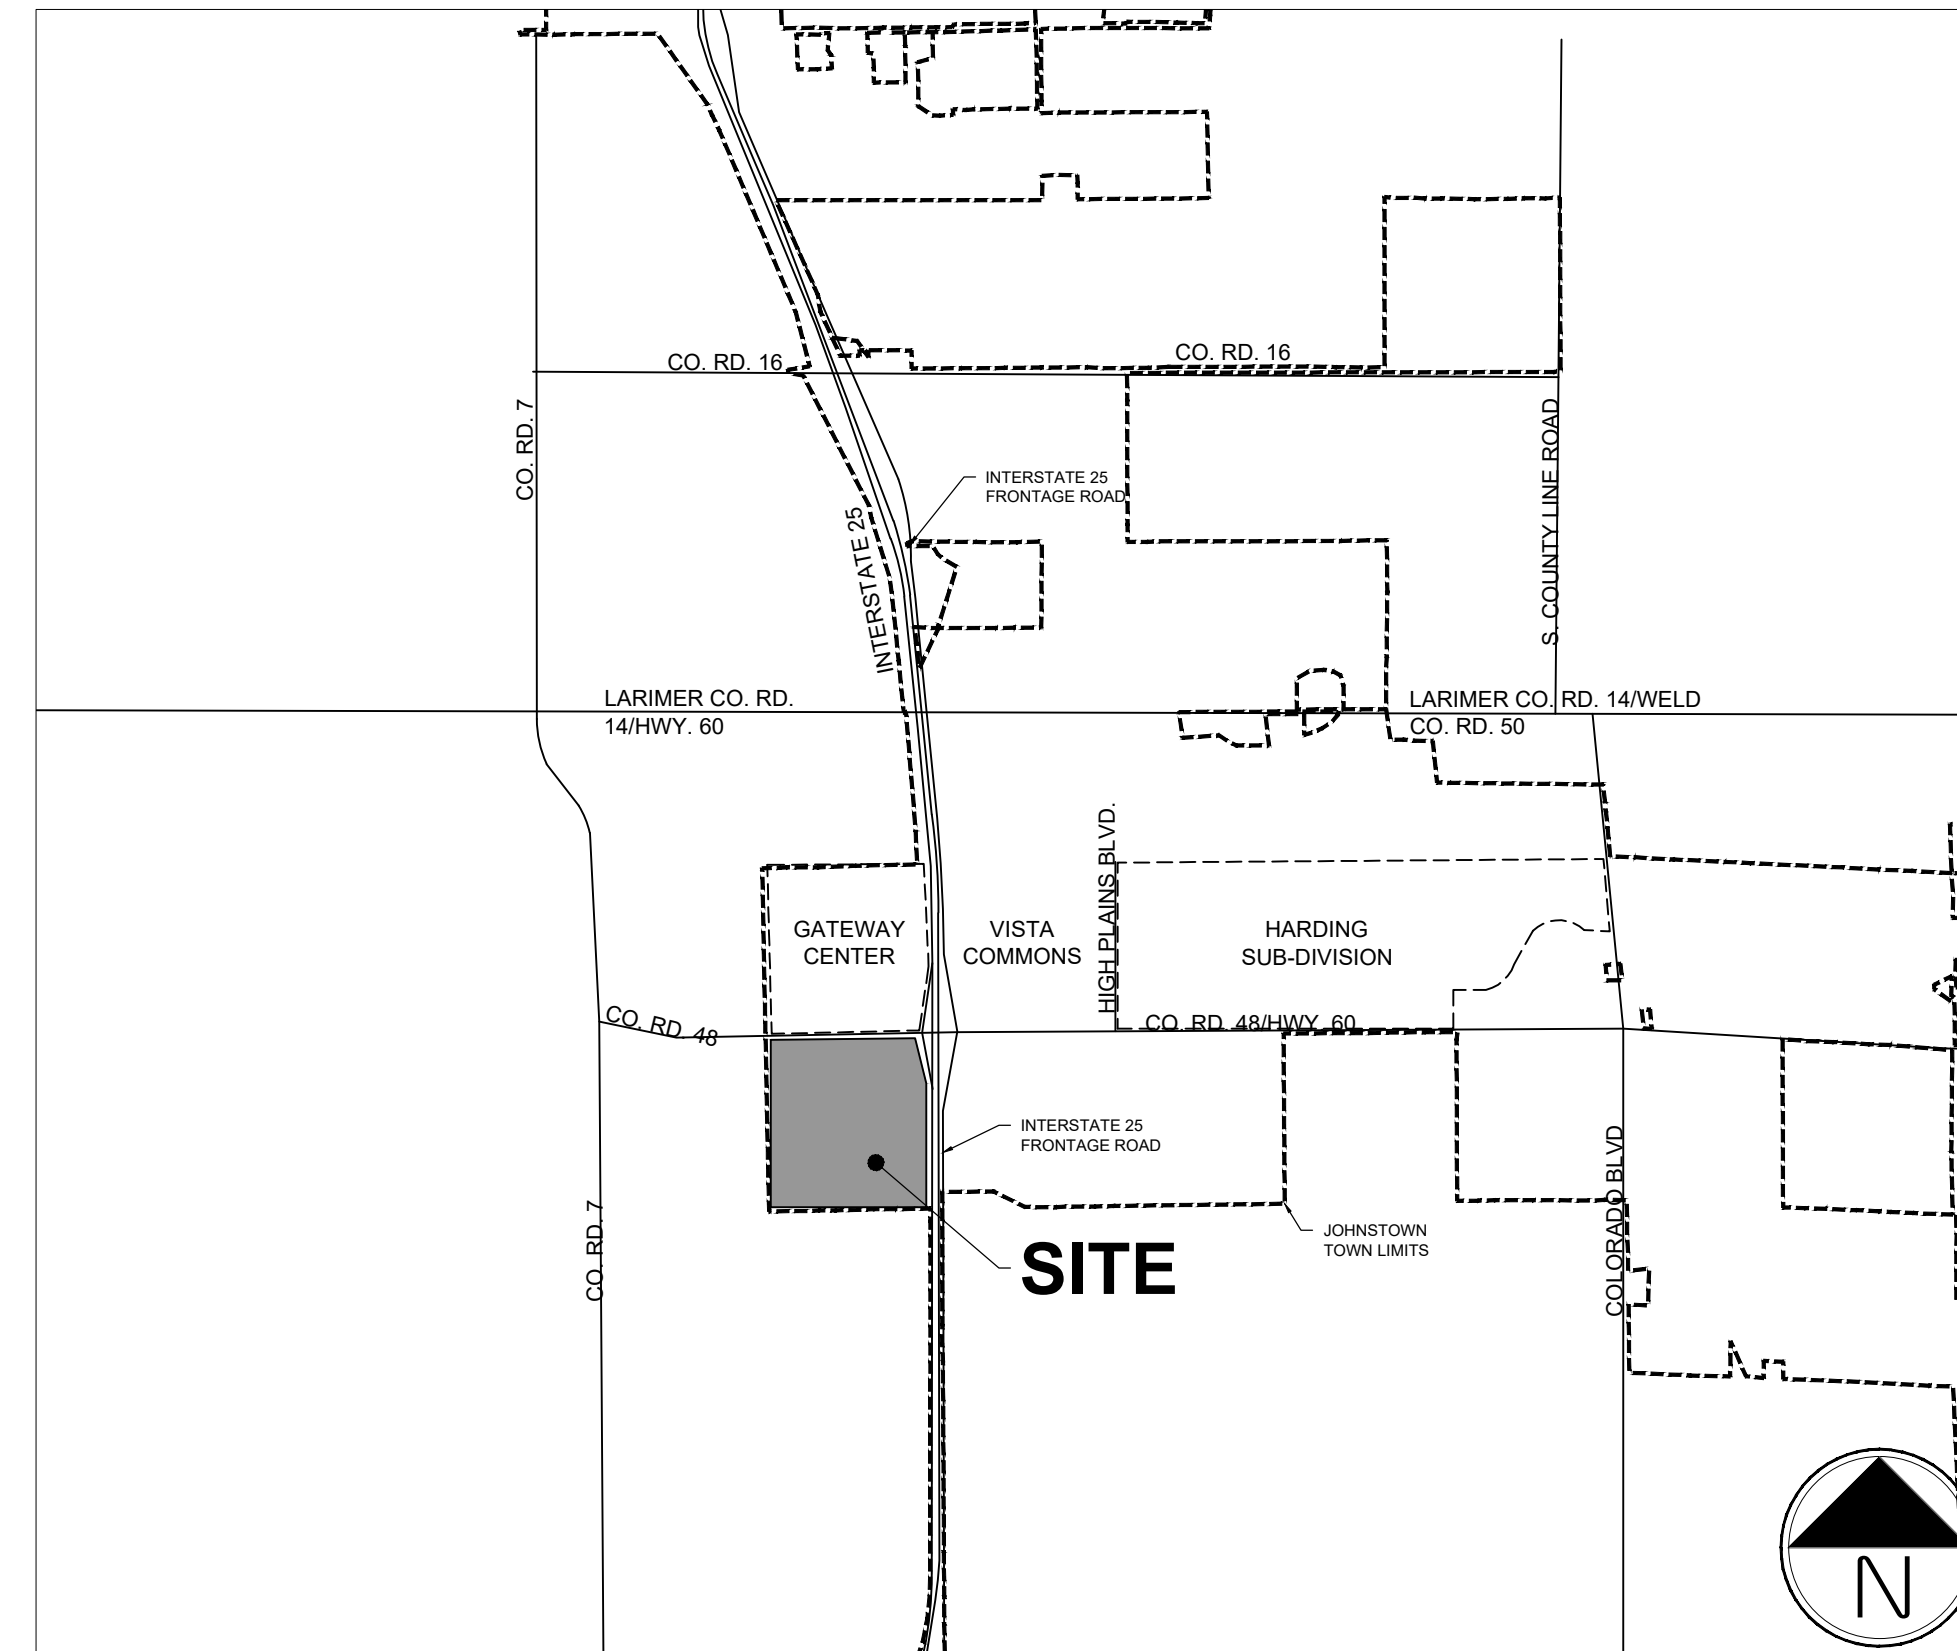 CO. RD. 16
CO. RD. 16
CO. RD. 7
S. COUNTY LINE ROAD
INTERSTATE 25
FRONTAGE ROAD
INTERSTATE 25
LARIMER CO. RD.
14/HWY. 60
LARIMER CO. RD. 14/WELD
CO. RD. 50
HIGH PLAINS BLVD.
GATEWAY
CENTER
VISTA
COMMONS
HARDING
SUB-DIVISION
CO. RD. 48
CO. RD. 48/HWY. 60
INTERSTATE 25
FRONTAGE ROAD
COLORADO BLVD
CO. RD. 7
JOHNSTOWN
TOWN LIMITS
SITE
N